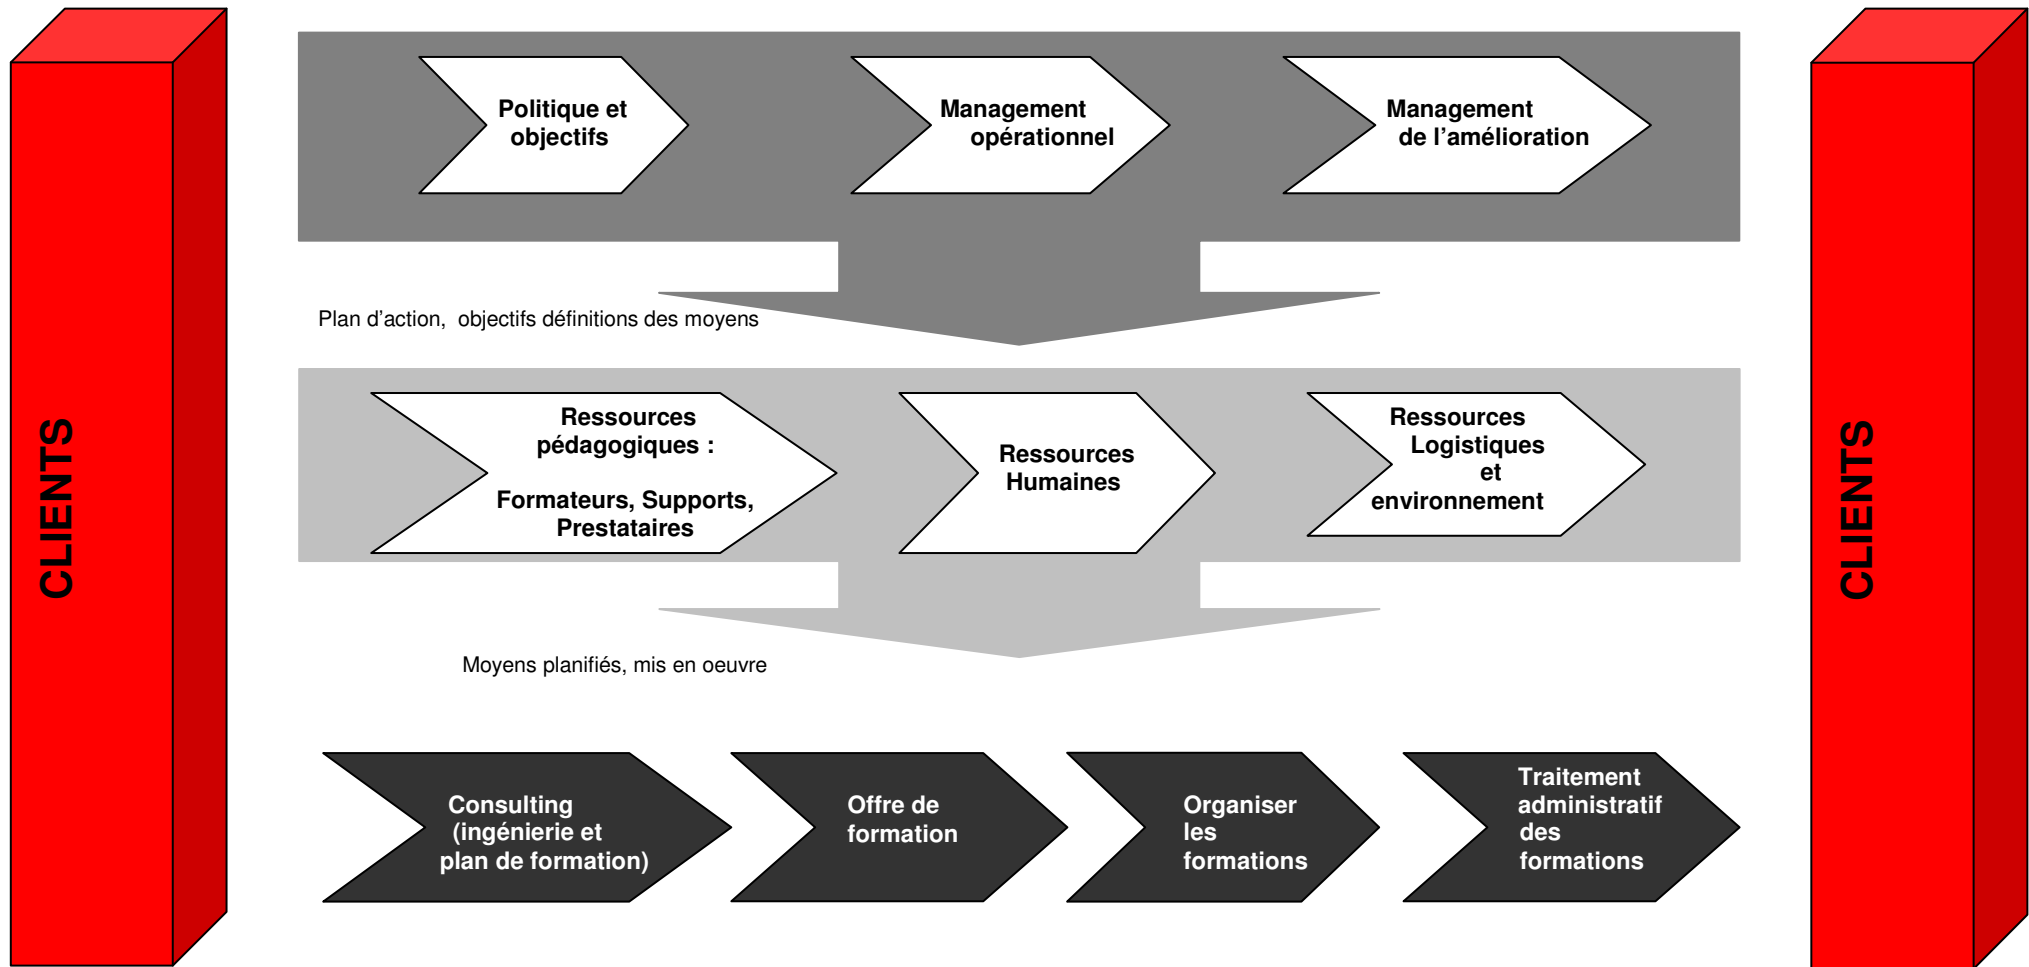 CLIENTS
Politique et
objectifs
Management
opérationnel
Management
de l’amélioration
Plan d’action,  objectifs définitions des moyens
Ressources
pédagogiques :
Formateurs, Supports,
Prestataires
Ressources
Humaines
Ressources
Logistiques
et
environnement
Moyens planifiés, mis en oeuvre
Consulting
(ingénierie et
plan de formation)
Offre de
formation
Organiser
les
formations
Traitement
administratif
des
formations
CLIENTS